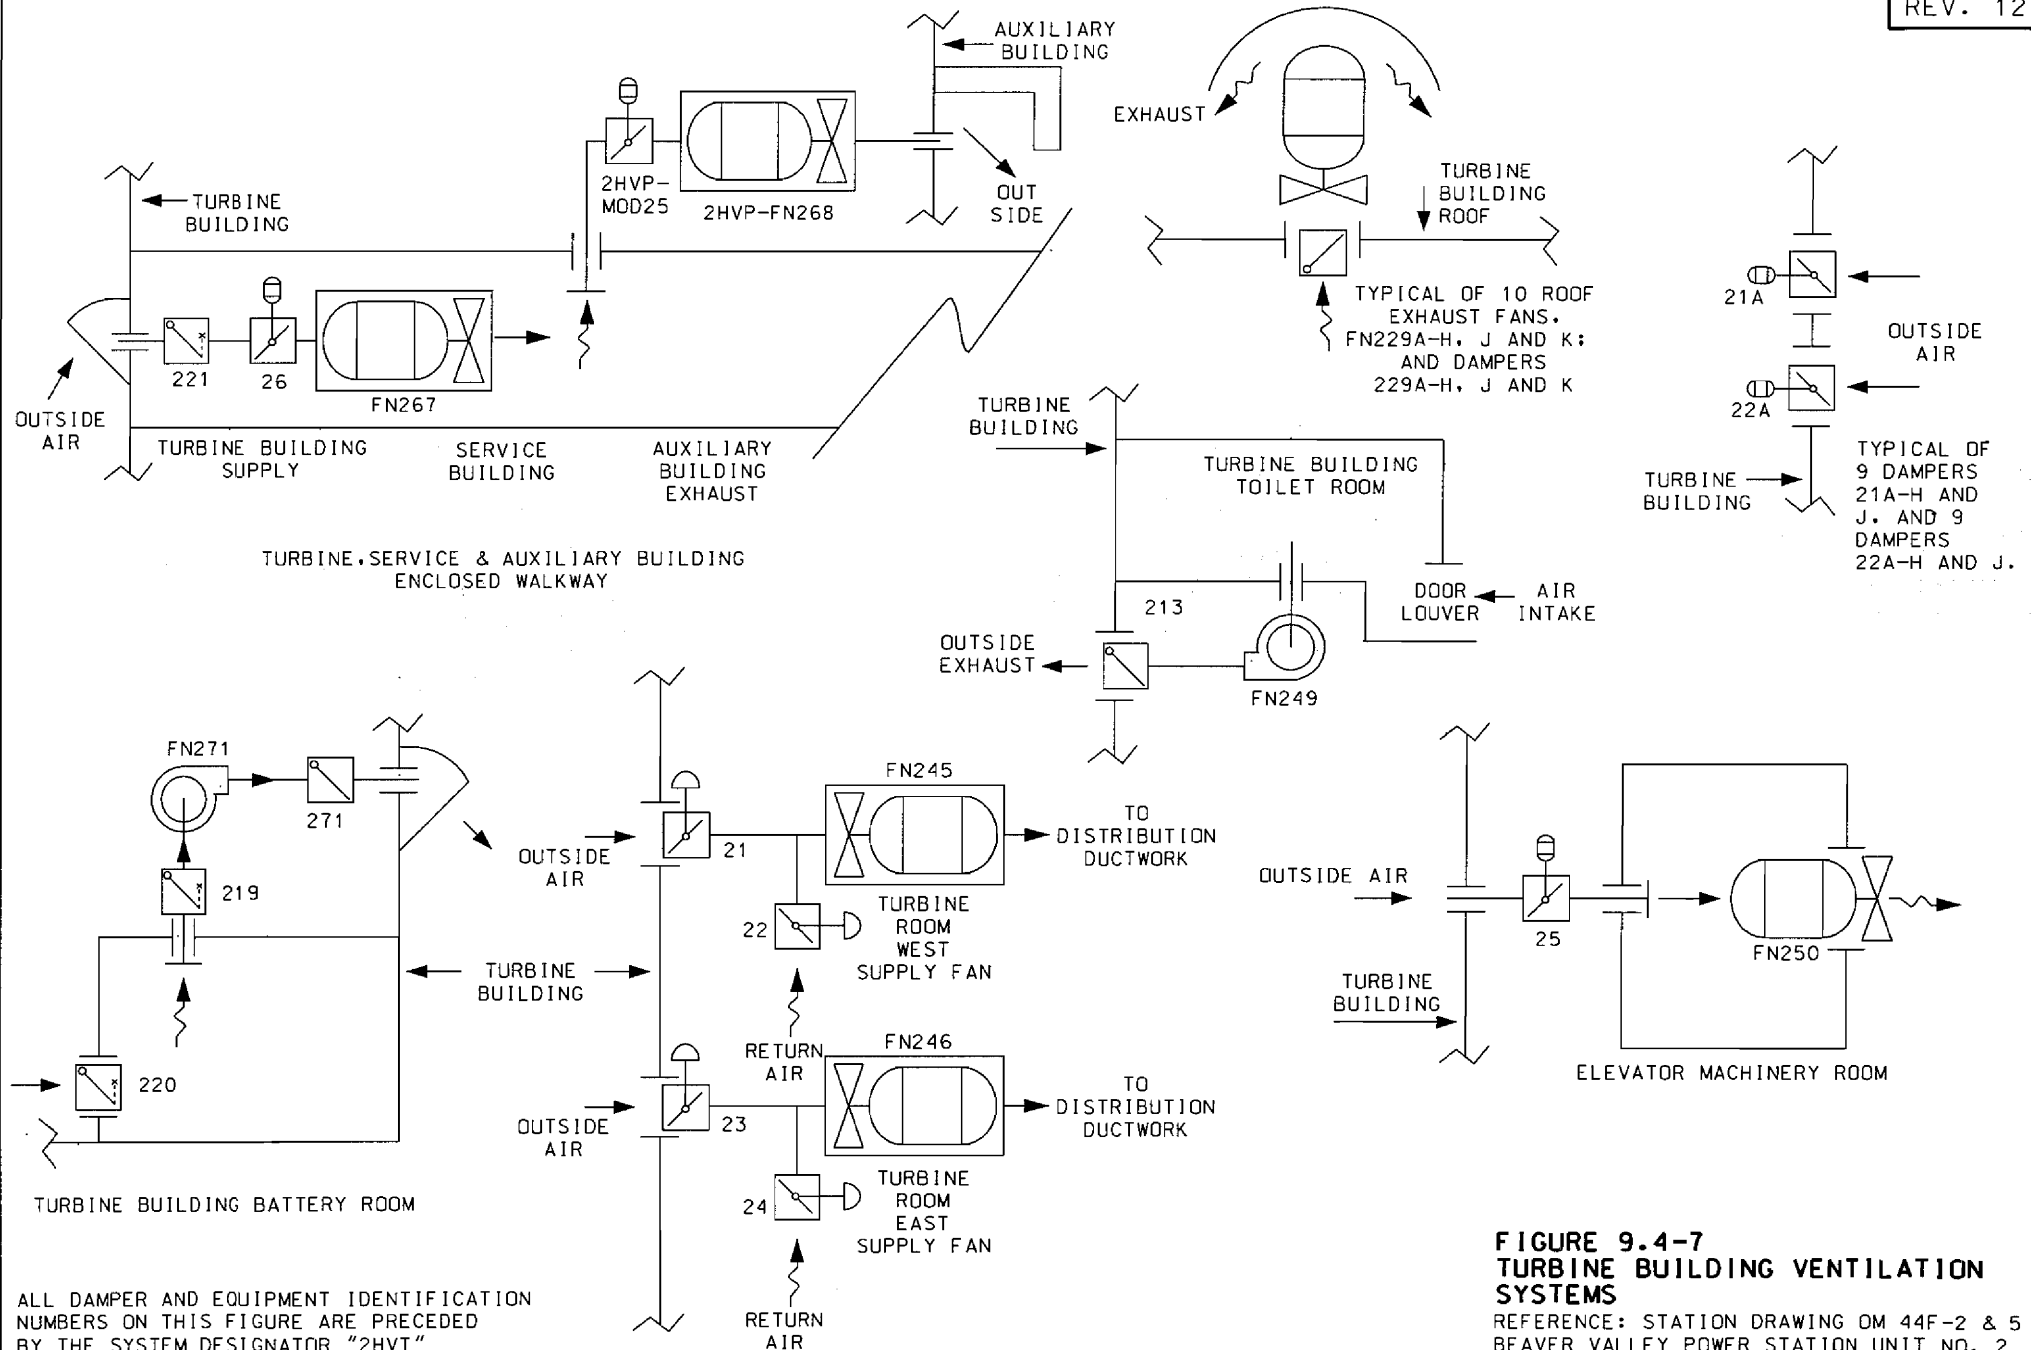 REV. 12
AUXILIARY
BUILDING
2HVP-
MOD25
2HVP-FN268
OUT
SIDE
TURBINE
BUILDING
221
26
FN267
OUTSIDE
AIR
TURBINE BUILDING
SUPPLY
SERVICE
BUILDING
AUXILIARY
BUILDING
EXHAUST
TURBINE, SERVICE & AUXILIARY BUILDING
ENCLOSED WALKWAY
EXHAUST
TURBINE
BUILDING
ROOF
TYPICAL OF 10 ROOF
EXHAUST FANS.
FN229A-H, J AND K;
AND DAMPERS
229A-H, J AND K
21A
22A
OUTSIDE
AIR
TURBINE
BUILDING
TYPICAL OF
9 DAMPERS
21A-H AND
J. AND 9
DAMPERS
22A-H AND J.
TURBINE
BUILDING
TURBINE BUILDING
TOILET ROOM
213
OUTSIDE
EXHAUST
FN249
DOOR
LOUVER
AIR
INTAKE
FN271
271
219
220
TURBINE BUILDING BATTERY ROOM
TURBINE
BUILDING
OUTSIDE
AIR
21
22
FN245
TURBINE
ROOM
WEST
SUPPLY FAN
TO
DISTRIBUTION
DUCTWORK
RETURN
AIR
OUTSIDE
AIR
23
24
FN246
TURBINE
ROOM
EAST
SUPPLY FAN
TO
DISTRIBUTION
DUCTWORK
RETURN
AIR
OUTSIDE AIR
25
FN250
TURBINE
BUILDING
ELEVATOR MACHINERY ROOM
ALL DAMPER AND EQUIPMENT IDENTIFICATION
NUMBERS ON THIS FIGURE ARE PRECEDED
BY THE SYSTEM DESIGNATOR "2HVT"
FIGURE 9.4-7
TURBINE BUILDING VENTILATION
SYSTEMS
REFERENCE: STATION DRAWING OM 44F-2 & 5
BEAVER VALLEY POWER STATION UNIT NO. 2